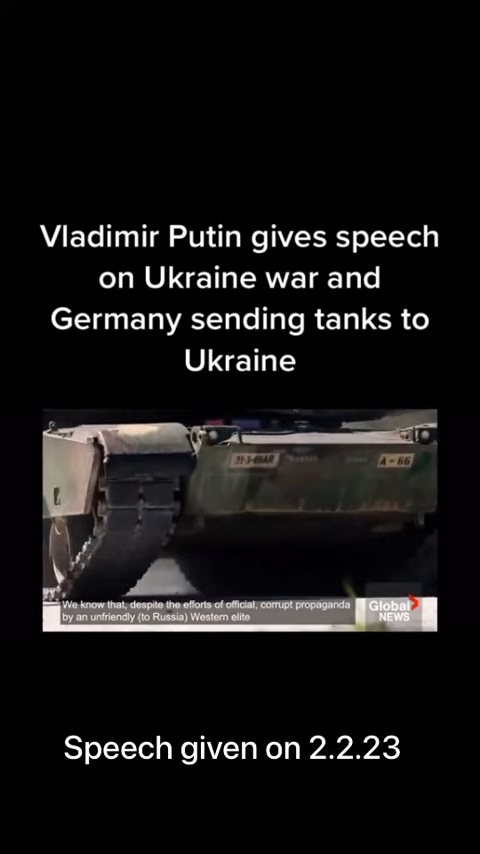 Vladimir Putin gives speech
on Ukraine war and
Germany sending tanks to
Ukraine
A - 66
We know that, despite the efforts of official, corrupt propaganda
by an unfriendly (to Russia) Western elite
Global
NEWS
Speech given on 2.2.23